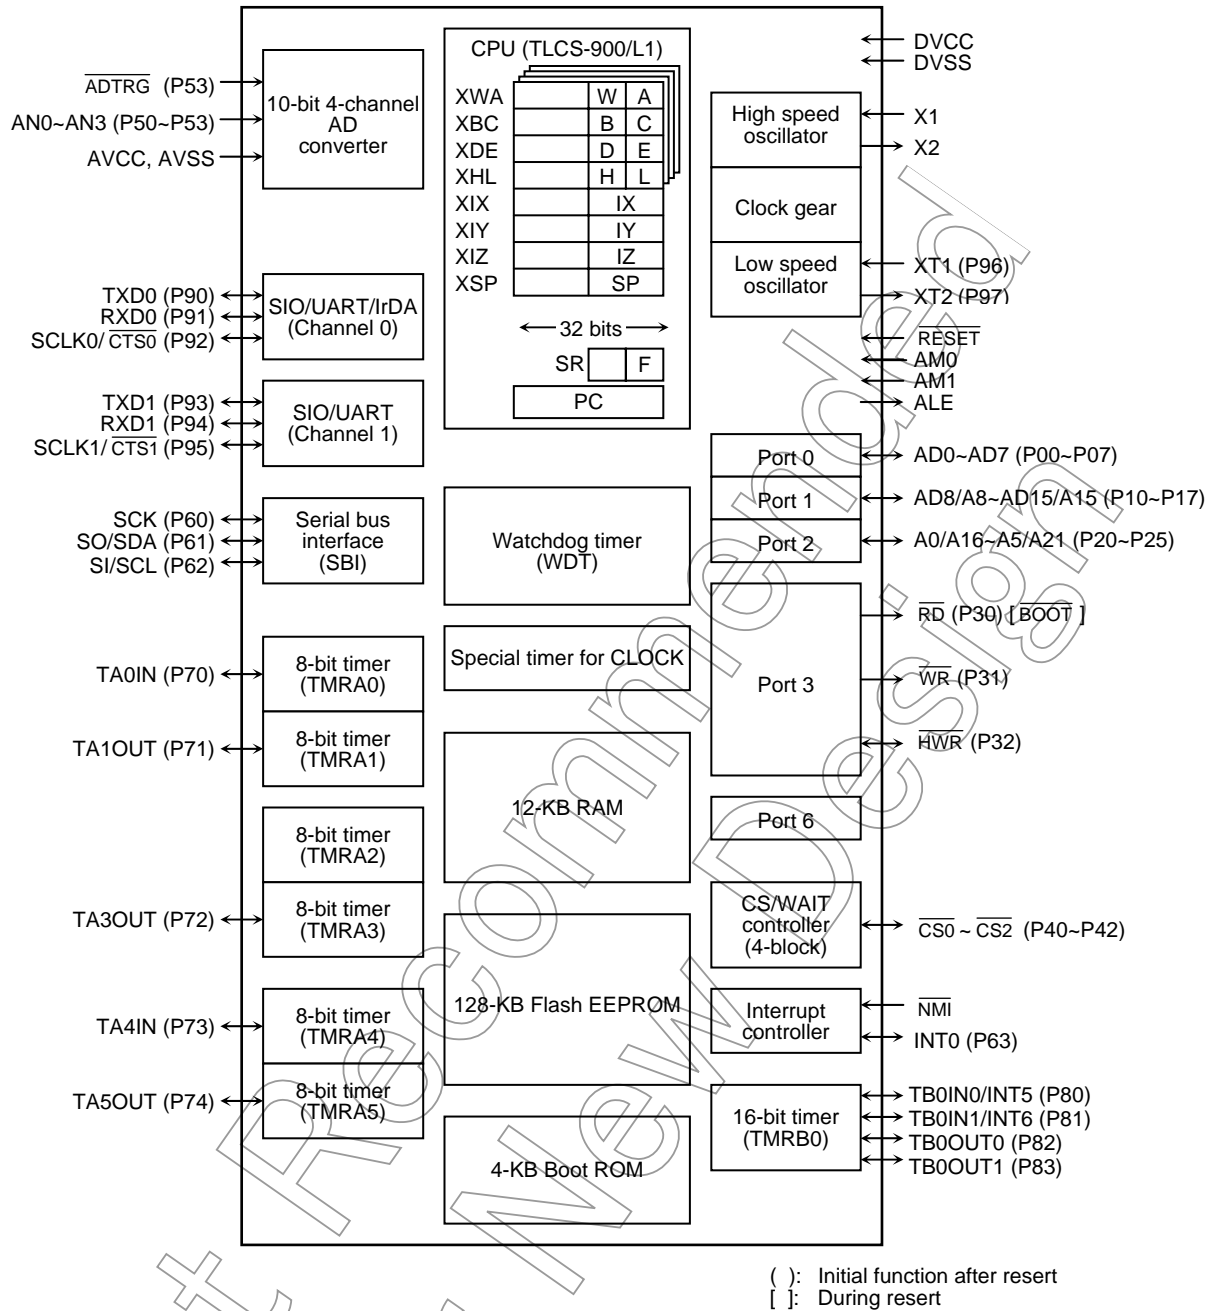 ADTRG (P53)
AN0~AN3 (P50~P53)
AVCC, AVSS
10-bit 4-channel
AD
converter
TXD0 (P90)
RXD0 (P91)
SCLK0/ CTS0 (P92)
SIO/UART/IrDA
(Channel 0)
TXD1 (P93)
RXD1 (P94)
SCLK1/ CTS1 (P95)
SIO/UART
(Channel 1)
SCK (P60)
SO/SDA (P61)
SI/SCL (P62)
Serial bus
interface
(SBI)
TA0IN (P70)
8-bit timer
(TMRA0)
TA1OUT (P71)
8-bit timer
(TMRA1)
8-bit timer
(TMRA2)
TA3OUT (P72)
8-bit timer
(TMRA3)
TA4IN (P73)
8-bit timer
(TMRA4)
TA5OUT (P74)
8-bit timer
(TMRA5)
CPU (TLCS-900/L1)
XWA W A
XBC B C
XDE D E
XHL H L
XIX IX
XIY IY
XIZ IZ
XSP SP
32 bits
SR F
PC
Watchdog timer
(WDT)
Special timer for CLOCK
12-KB RAM
128-KB Flash EEPROM
4-KB Boot ROM
DVCC
DVSS
High speed
oscillator
X1
X2
Clock gear
Low speed
oscillator
XT1 (P96)
XT2 (P97)
RESET
AM0
AM1
ALE
Port 0
AD0~AD7 (P00~P07)
Port 1
AD8/A8~AD15/A15 (P10~P17)
Port 2
A0/A16~A5/A21 (P20~P25)
Port 3
RD (P30) [ BOOT ]
WR (P31)
HWR (P32)
Port 6
CS/WAIT
controller
(4-block)
CS0 ~ CS2 (P40~P42)
Interrupt
controller
NMI
INT0 (P63)
16-bit timer
(TMRB0)
TB0IN0/INT5 (P80)
TB0IN1/INT6 (P81)
TB0OUT0 (P82)
TB0OUT1 (P83)
( ): Initial function after resert
[ ]: During resert
Recommended
New Design